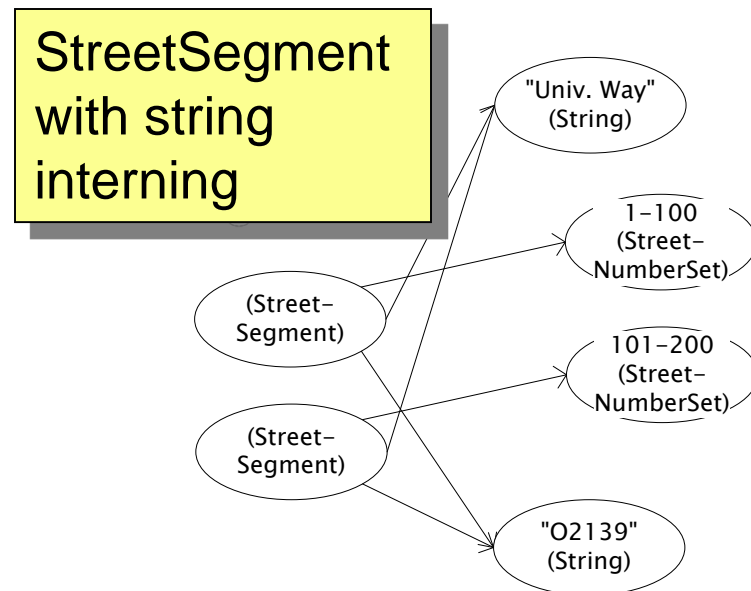 StreetSegment
with string
interning
"Univ. Way"
(String)
1–100
(Street–
NumberSet)
(Street–
Segment)
101–200
(Street–
NumberSet)
(Street–
Segment)
"O2139"
(String)